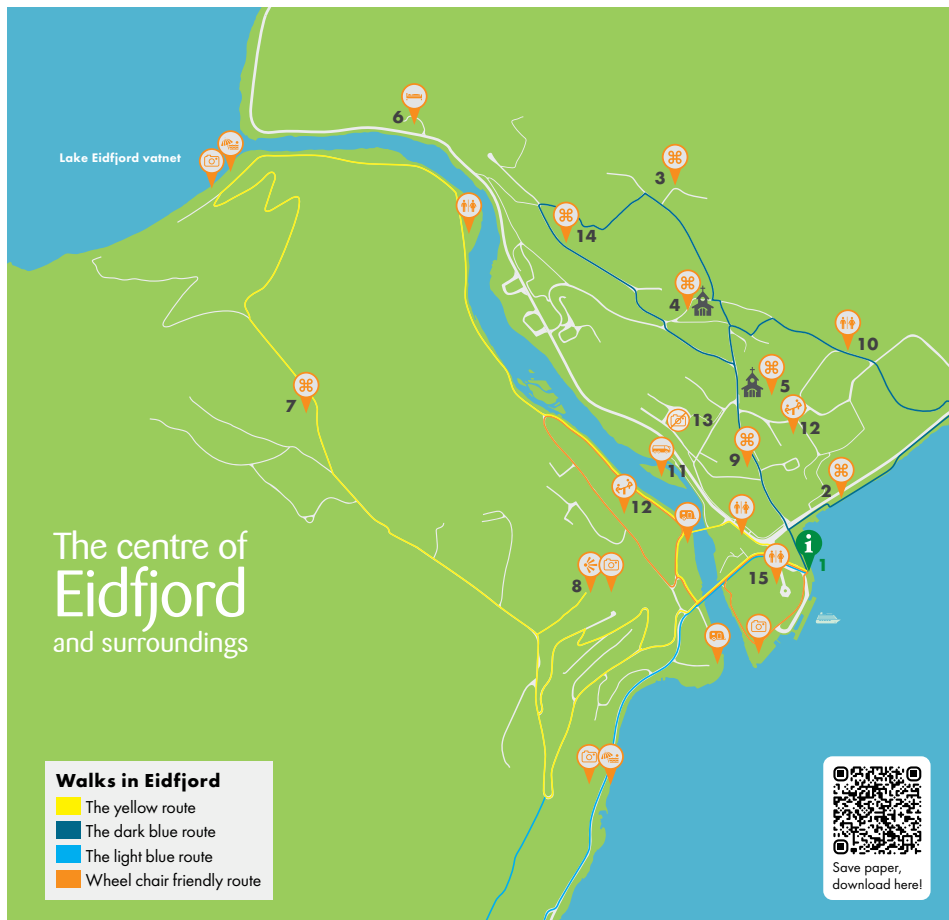 6
Lake Eidfjord vatnet
3
14
4
10
5
7
13
12
9
11
2
12
i
1
15
8
The centre of
Eidfjord
and surroundings
Walks in Eidfjord
The yellow route
The dark blue route
The light blue route
Wheel chair friendly route
Save paper,
download here!